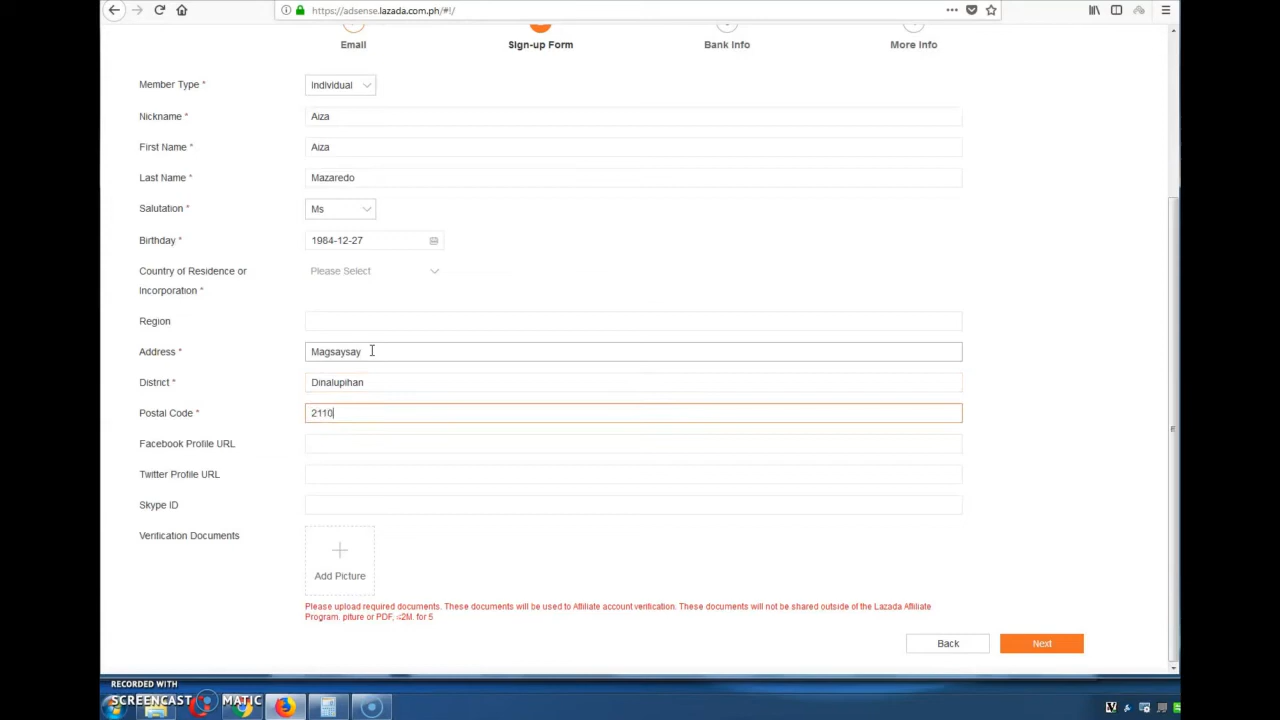 https://adsense.lazada.com.ph/#!/
Email
Sign-up Form
Bank Info
More Info
Member Type *
Individual
Nickname *
Aiza
First Name *
Aiza
Last Name *
Mazaredo
Salutation *
Ms
Birthday *
1984-12-27
Country of Residence or
Incorporation *
Please Select
Region
Address *
Magsaysay
District *
Dinalupihan
Postal Code *
2110
Facebook Profile URL
Twitter Profile URL
Skype ID
Verification Documents
Add Picture
Please upload required documents. These documents will be used to Affiliate account verification. These documents will not be shared outside of the Lazada Affiliate
Program. piture or PDF, ≤2M. for 5
Back
Next
RECORDED WITH
SCREENCAST MATIC